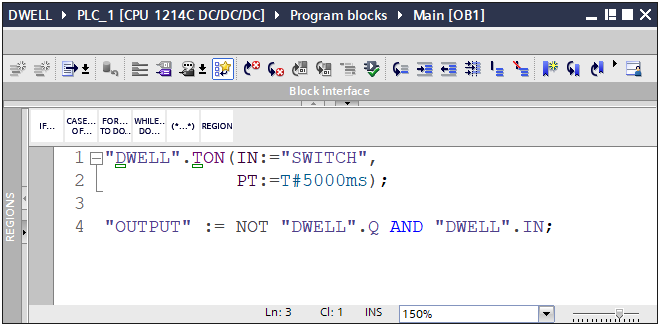 DWELL ▸ PLC_1 [CPU 1214C DC/DC/DC] ▸ Program blocks ▸ Main [OB1]
Block interface
IF... CASE... OF... FOR... TO DO.. WHILE.. DO... (*...*) REGION
1 "DWELL".TON(IN:="SWITCH",
2 PT:=T#5000ms);
3
4 "OUTPUT" := NOT "DWELL".Q AND "DWELL".IN;
REGIONS
Ln: 3 Cl: 1 INS 150%